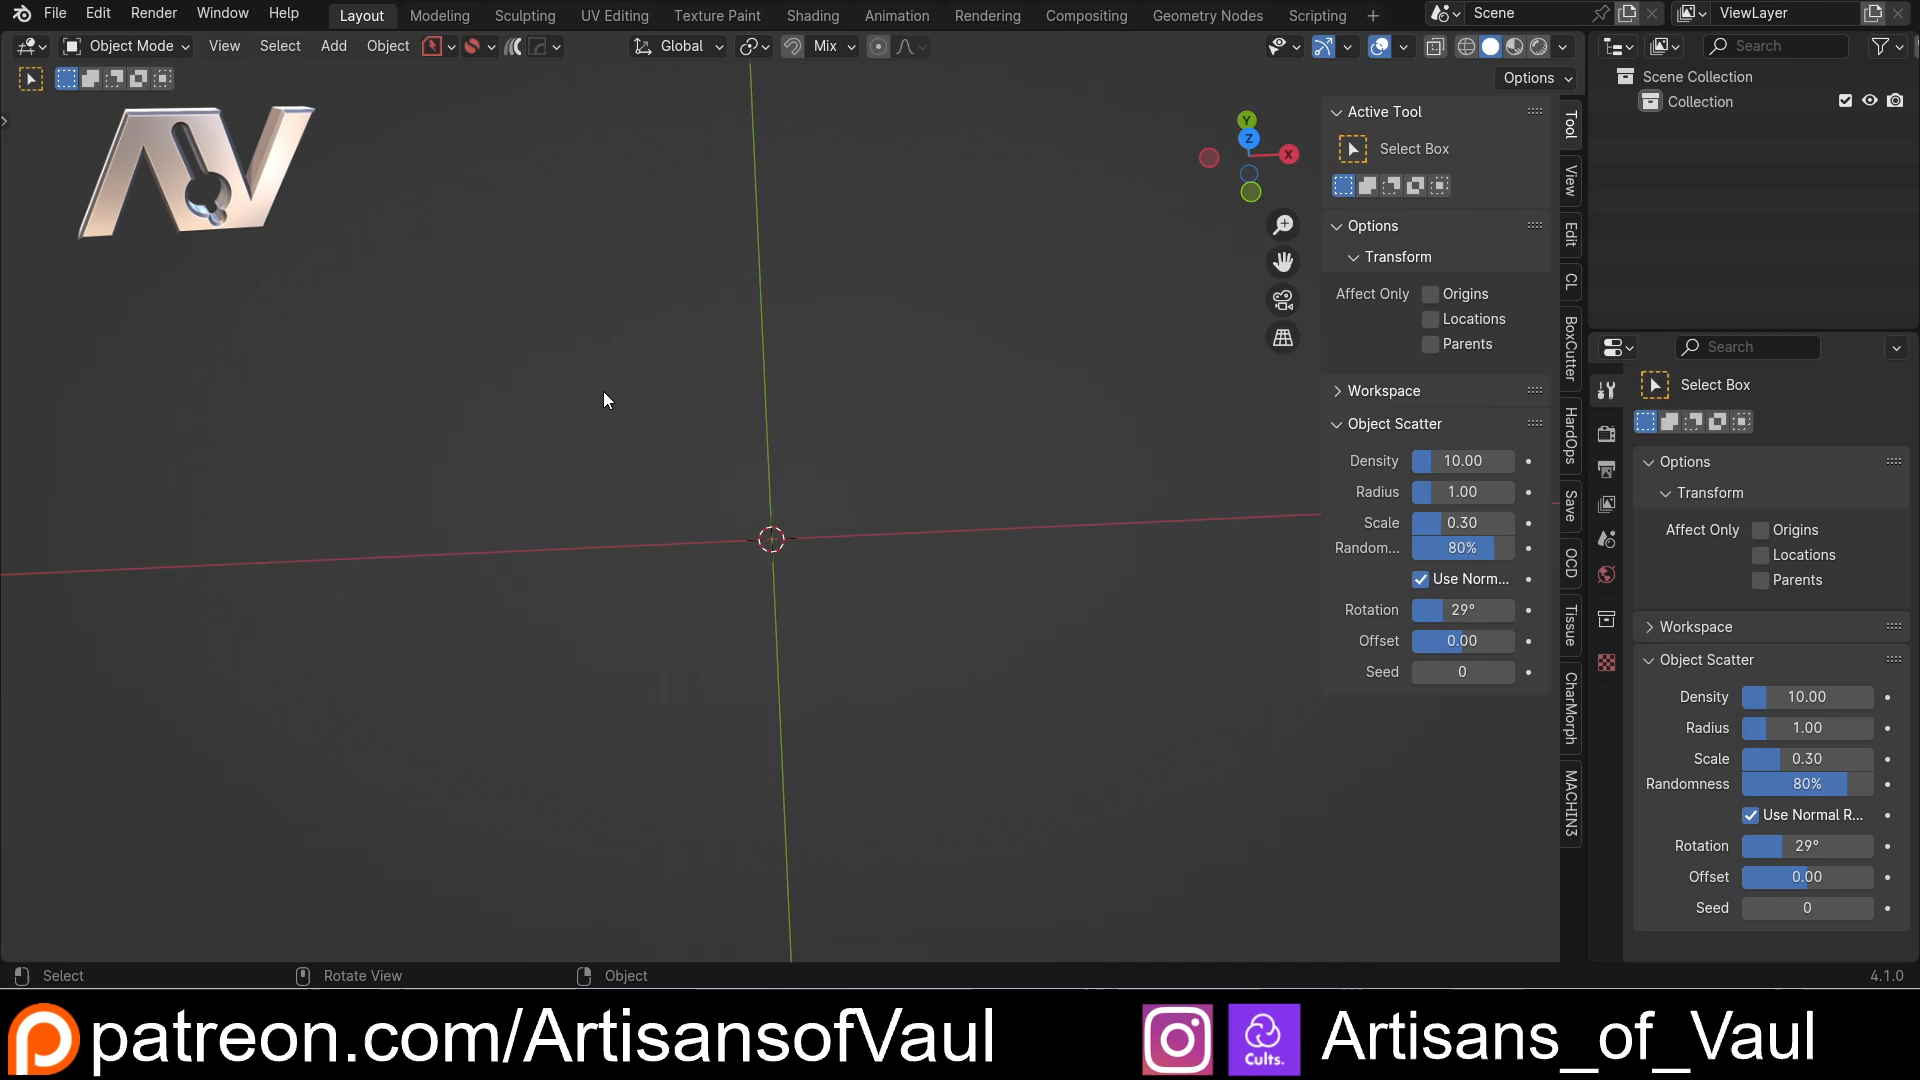 File Edit Render Window Help Layout Modeling Sculpting UV Editing Texture Paint Shading Animation Rendering Compositing Geometry Nodes Scripting + Scene ViewLayer
Object Mode View Select Add Object Global Mix Search
Options
Scene Collection
Collection
AV
Y
Z
X
Active Tool
Select Box
Options
Transform
Affect Only Origins
Locations
Parents
Workspace
Object Scatter
Density 10.00
Radius 1.00
Scale 0.30
Random... 80%
Use Norm...
Rotation 29°
Offset 0.00
Seed 0
Tool
View
Edit
CL
BoxCutter
HardOps
Save
OCD
Tissue
CharMorph
MACHIN3
Search
Select Box
Options
Transform
Affect Only Origins
Locations
Parents
Workspace
Object Scatter
Density 10.00
Radius 1.00
Scale 0.30
Randomness 80%
Use Normal R...
Rotation 29°
Offset 0.00
Seed 0
Select Rotate View Object 4.1.0
patreon.com/ArtisansofVaul Cults. Artisans_of_Vaul